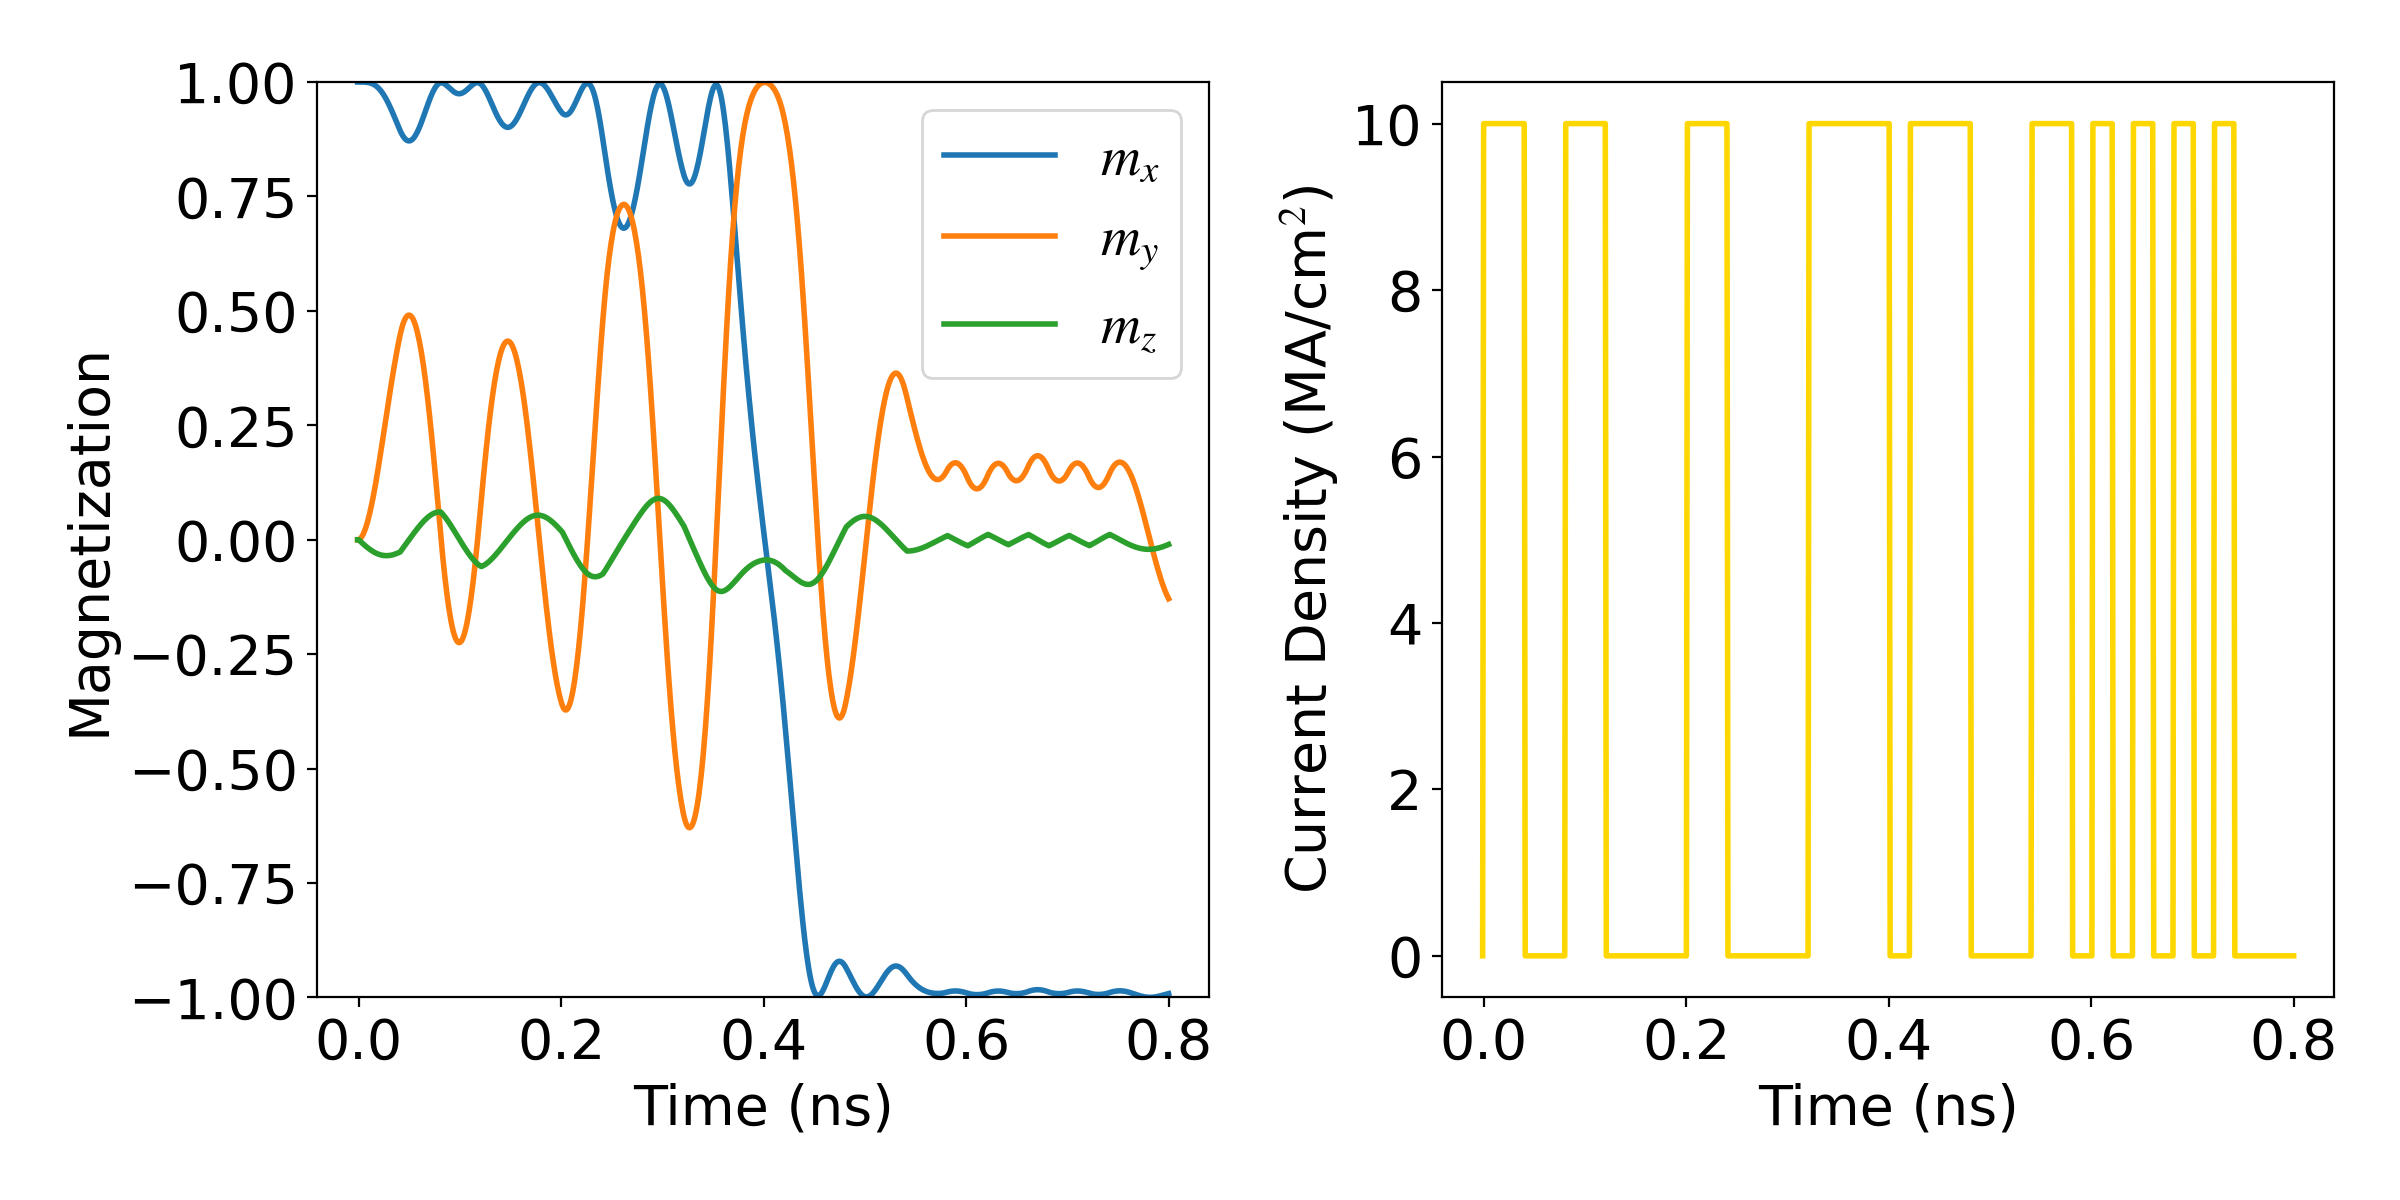 1.00
0.75
0.50
0.25
0.00
−0.25
−0.50
−0.75
−1.00
Magnetization
0.0 0.2 0.4 0.6 0.8
Time (ns)
m_x
m_y
m_z
10
8
6
4
2
0
Current Density (MA/cm²)
0.0 0.2 0.4 0.6 0.8
Time (ns)